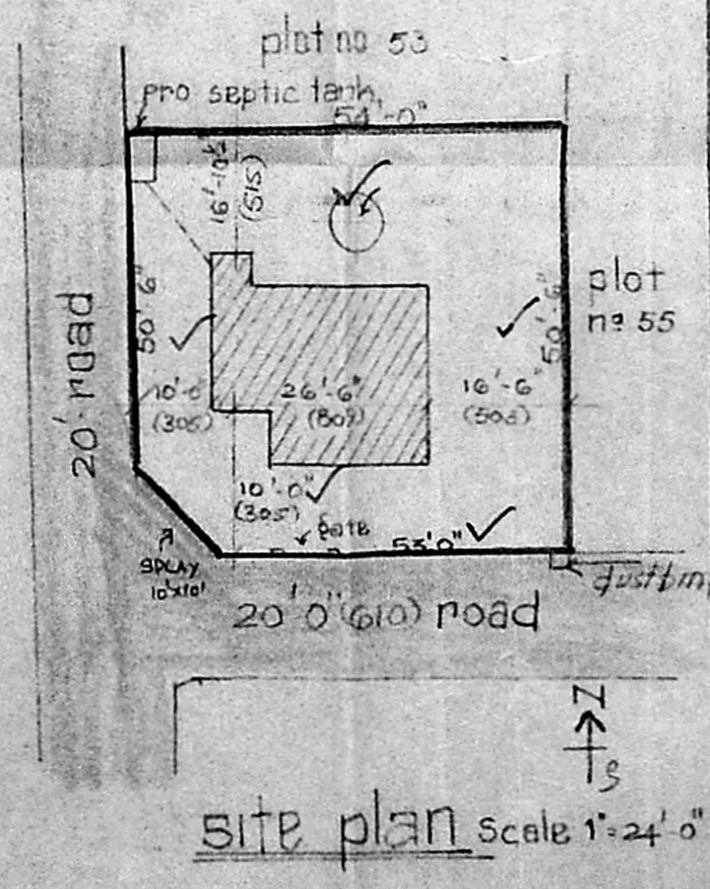 plot no 53
pro septic tank
54'-0"
16'-10½"
(515)
50'-6"
20' road
plot
no 55
50'-6"
10'-0"
(305)
26'-6"
(809)
16'-6"
(503)
10'-0"
(305)
gate
53'0"
SPLAY
10'x10'
dustbin
20'0"(610) road
N
S
site plan scale 1"=24'-0"